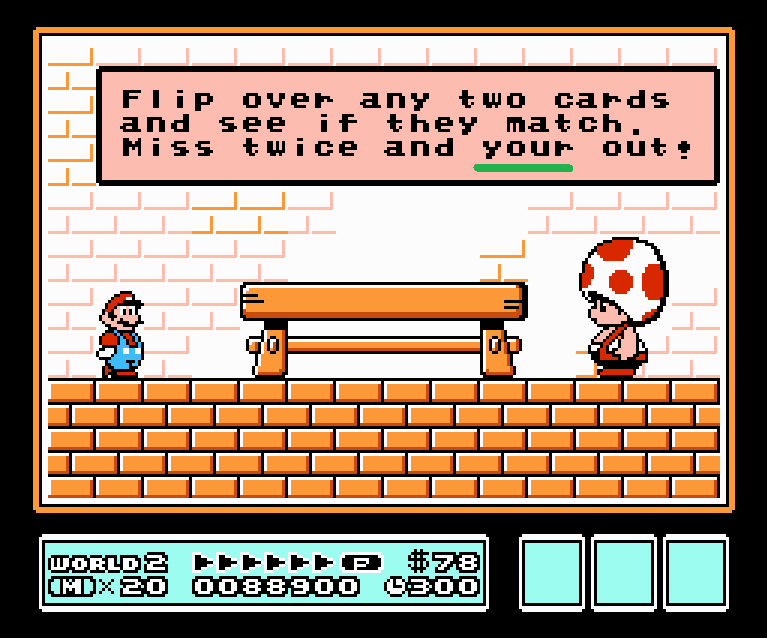 Flip over any two cards
and see if they match.
Miss twice and your out!
WORLD 2 P $78
M×20 0088900 300